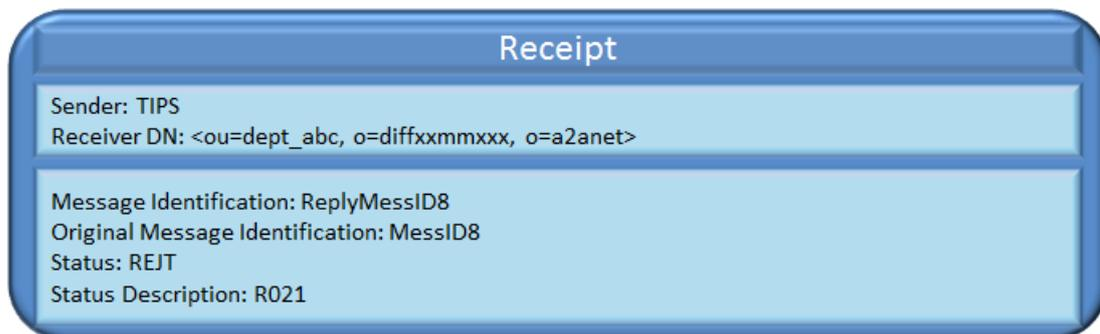 Receipt
Sender: TIPS
Receiver DN: <ou=dept_abc, o=diffxxmmxxx, o=a2anet>
Message Identification: ReplyMessID8
Original Message Identification: MessID8
Status: REJT
Status Description: R021